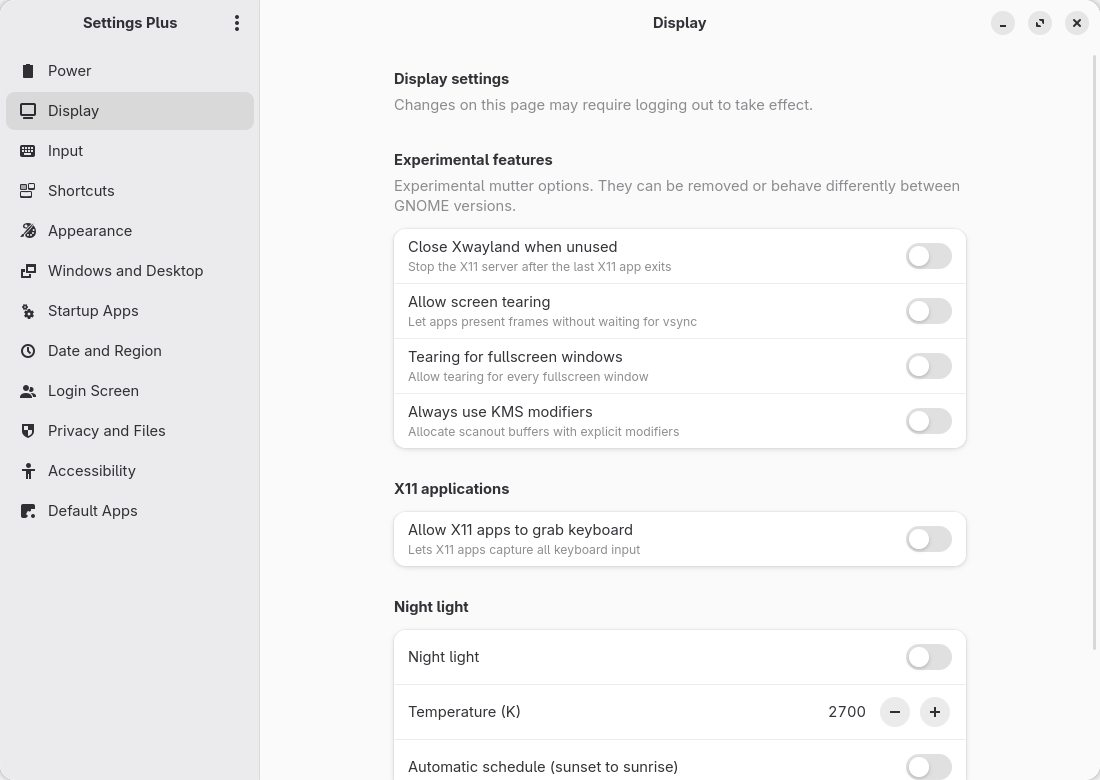 Settings Plus
Power
Display
Input
Shortcuts
Appearance
Windows and Desktop
Startup Apps
Date and Region
Login Screen
Privacy and Files
Accessibility
Default Apps
Display
Display settings
Changes on this page may require logging out to take effect.
Experimental features
Experimental mutter options. They can be removed or behave differently between
GNOME versions.
Close Xwayland when unused
Stop the X11 server after the last X11 app exits
Allow screen tearing
Let apps present frames without waiting for vsync
Tearing for fullscreen windows
Allow tearing for every fullscreen window
Always use KMS modifiers
Allocate scanout buffers with explicit modifiers
X11 applications
Allow X11 apps to grab keyboard
Lets X11 apps capture all keyboard input
Night light
Night light
Temperature (K) 2700
Automatic schedule (sunset to sunrise)